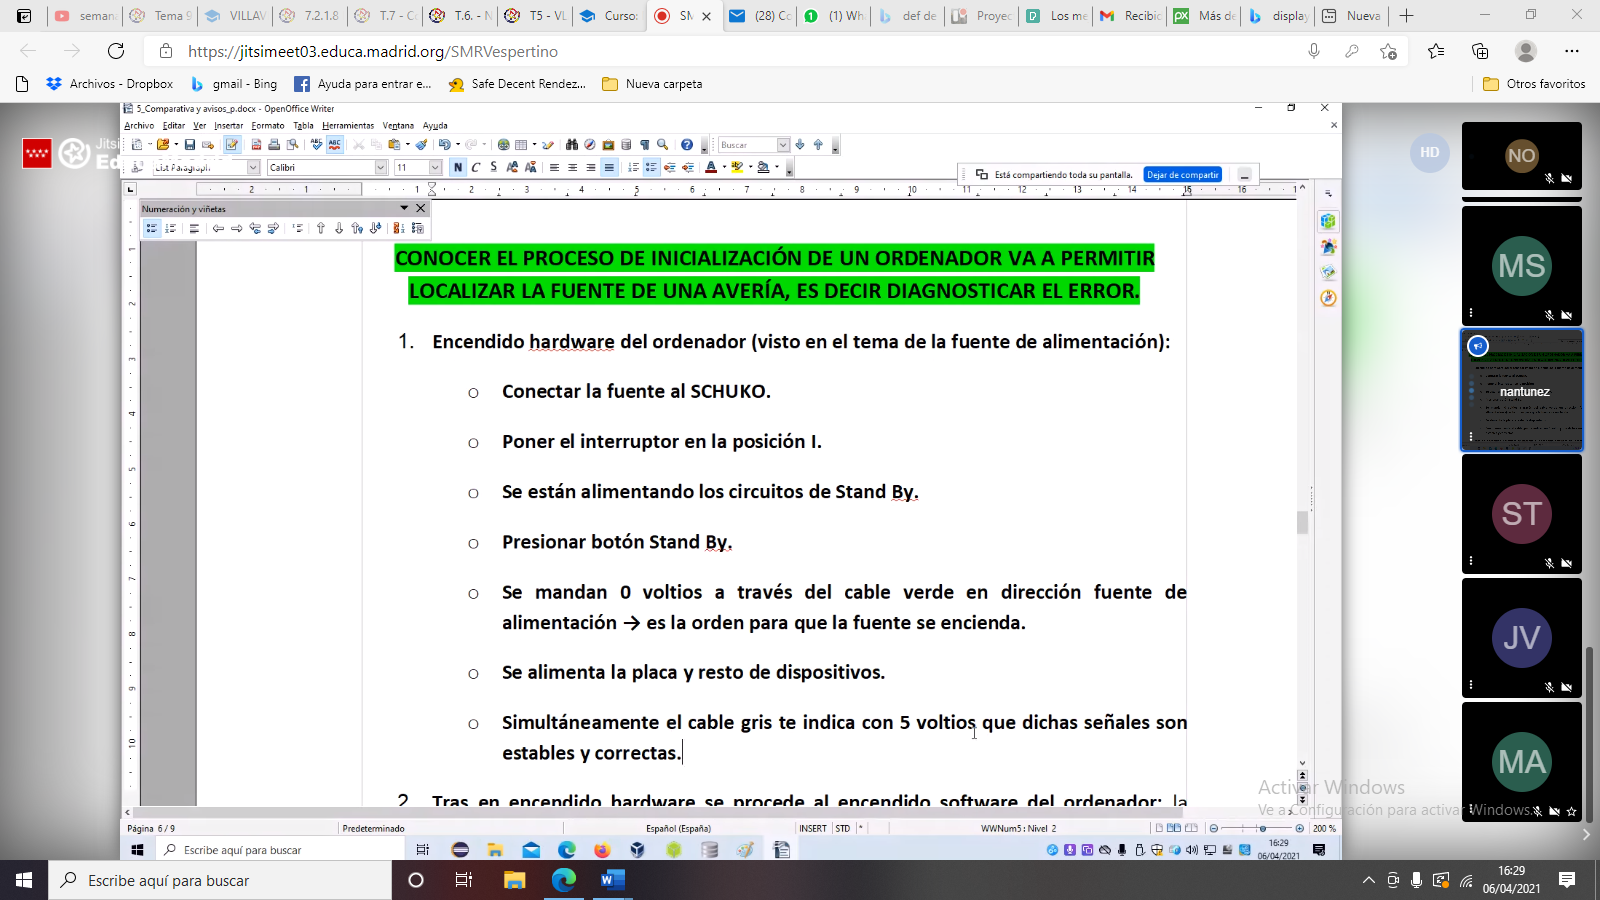 semana
Tema 9
VILLAV
7.2.1.8
T.7 - Co
T.6. - N
T5 - VL
Curso:
SM
(28) Co
(1) Wha
def de
Proyec
Los me
Recibid
Más de
display
Nueva
https://jitsimeet03.educa.madrid.org/SMRVespertino
Archivos - Dropbox
gmail - Bing
Ayuda para entrar e...
Safe Decent Rendez...
Nueva carpeta
Otros favoritos
5_Comparativa y avisos_p.docx - OpenOffice Writer
Archivo Editar Ver Insertar Formato Tabla Herramientas Ventana Ayuda
Buscar
List Paragraph
Calibri
11
Está compartiendo toda su pantalla.
Dejar de compartir
Numeración y viñetas
CONOCER EL PROCESO DE INICIALIZACIÓN DE UN ORDENADOR VA A PERMITIR
LOCALIZAR LA FUENTE DE UNA AVERÍA, ES DECIR DIAGNOSTICAR EL ERROR.
1. Encendido hardware del ordenador (visto en el tema de la fuente de alimentación):
o Conectar la fuente al SCHUKO.
o Poner el interruptor en la posición I.
o Se están alimentando los circuitos de Stand By.
o Presionar botón Stand By.
o Se mandan 0 voltios a través del cable verde en dirección fuente de
alimentación → es la orden para que la fuente se encienda.
o Se alimenta la placa y resto de dispositivos.
o Simultáneamente el cable gris te indica con 5 voltios que dichas señales son
estables y correctas.
2. Tras en encendido hardware se procede al encendido software del ordenador: la
HD
NO
MS
nantunez
ST
JV
MA
Activar Windows
Ve a Configuración para activar Windows.
Página 6 / 9
Predeterminado
Español (España)
INSERT
STD
*
WWNum5 : Nivel 2
200 %
Escribe aquí para buscar
16:29
06/04/2021
Escribe aquí para buscar
16:29
06/04/2021